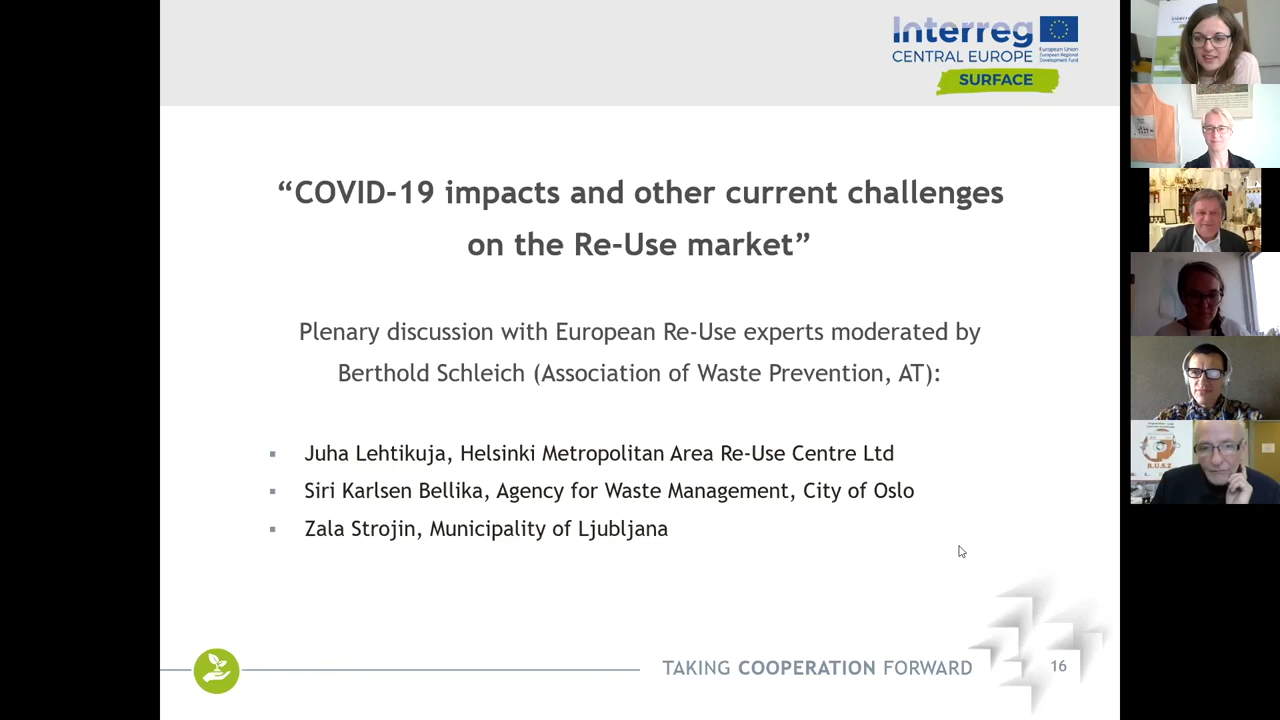 Interreg
CENTRAL EUROPE
European Union
European Regional
Development Fund
SURFACE
“COVID-19 impacts and other current challenges
on the Re-Use market”
Plenary discussion with European Re-Use experts moderated by
Berthold Schleich (Association of Waste Prevention, AT):
Juha Lehtikuja, Helsinki Metropolitan Area Re-Use Centre Ltd
Siri Karlsen Bellika, Agency for Waste Management, City of Oslo
Zala Strojin, Municipality of Ljubljana
TAKING COOPERATION FORWARD
16
R.U.S.Z